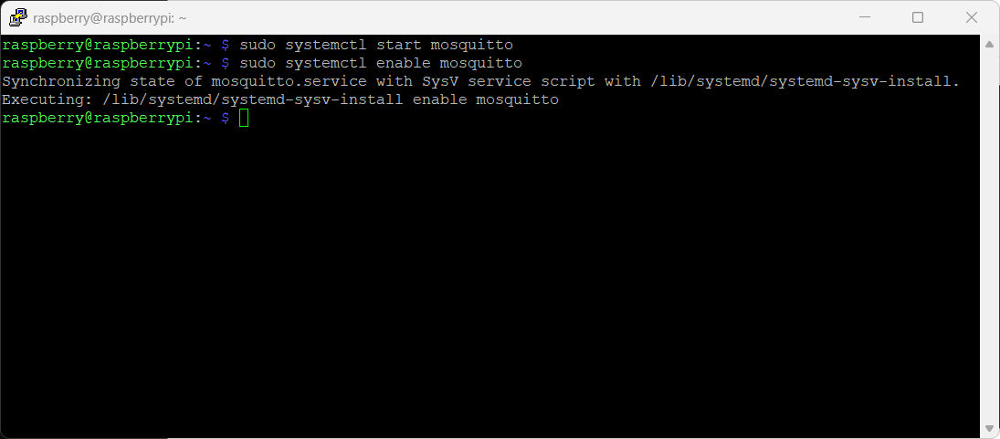 raspberry@raspberrypi: ~
raspberry@raspberrypi:~ $ sudo systemctl start mosquitto
raspberry@raspberrypi:~ $ sudo systemctl enable mosquitto
Synchronizing state of mosquitto.service with SysV service script with /lib/systemd/systemd-sysv-install.
Executing: /lib/systemd/systemd-sysv-install enable mosquitto
raspberry@raspberrypi:~ $